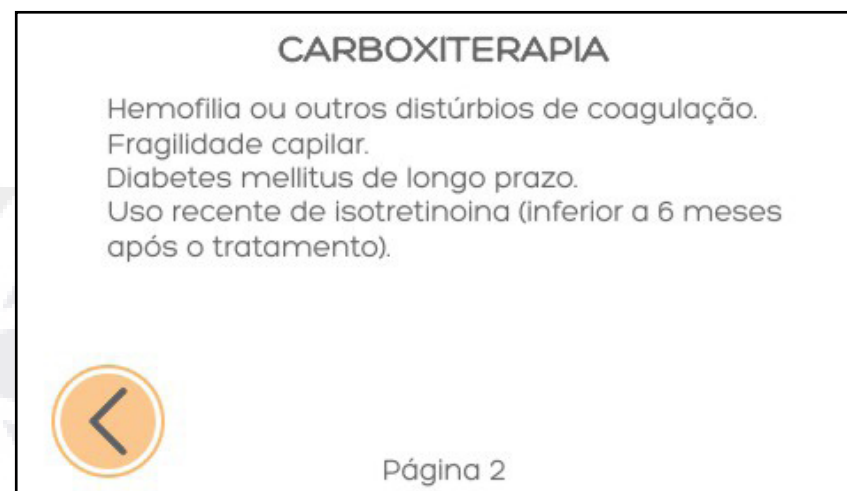 CARBOXITERAPIA
Hemofilia ou outros distúrbios de coagulação.
Fragilidade capilar.
Diabetes mellitus de longo prazo.
Uso recente de isotretinoina (inferior a 6 meses
após o tratamento).
Página 2